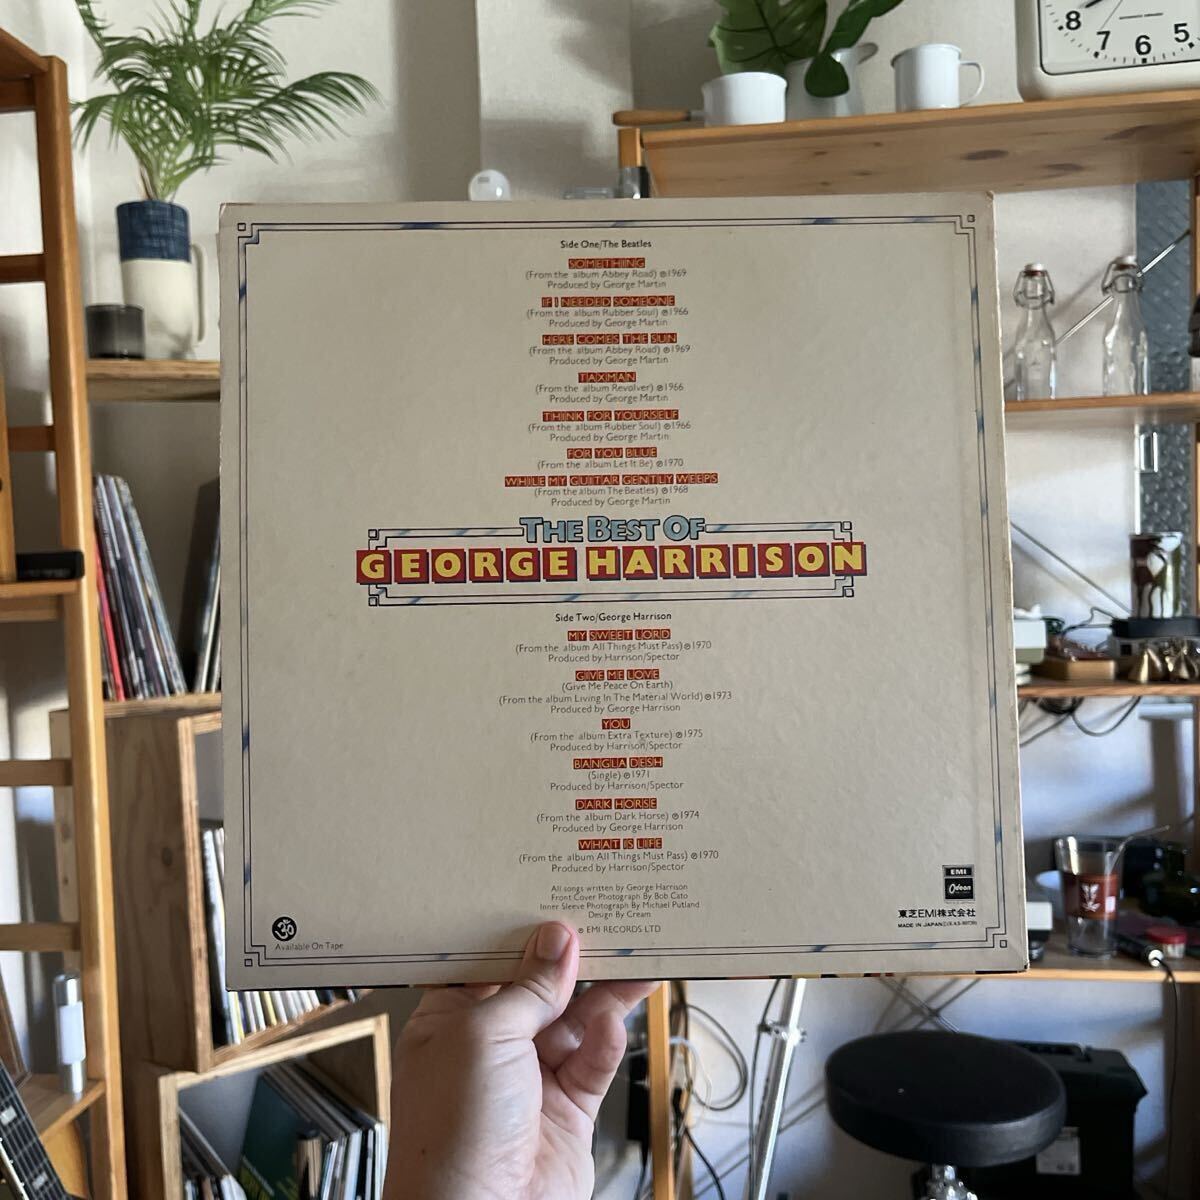 8 7 6 5
Side One/The Beatles
SOMETHING
(From the album Abbey Road) ℗1969
Produced by George Martin
IF I NEEDED SOMEONE
(From the album Rubber Soul) ℗1966
Produced by George Martin
HERE COMES THE SUN
(From the album Abbey Road) ℗1969
Produced by George Martin
TAXMAN
(From the album Revolver) ℗1966
Produced by George Martin
THINK FOR YOURSELF
(From the album Rubber Soul) ℗1966
Produced by George Martin
FOR YOU BLUE
(From the album Let It Be) ℗1970
WHILE MY GUITAR GENTLY WEEPS
(From the album The Beatles) ℗1968
Produced by George Martin
THE BEST OF
GEORGE HARRISON
Side Two/George Harrison
MY SWEET LORD
(From the album All Things Must Pass) ℗1970
Produced by Harrison/Spector
GIVE ME LOVE
(Give Me Peace On Earth)
(From the album Living In The Material World) ℗1973
Produced by George Harrison
YOU
(From the album Extra Texture) ℗1975
Produced by Harrison/Spector
BANGLA DESH
(Single) ℗1971
Produced by Harrison/Spector
DARK HORSE
(From the album Dark Horse) ℗1974
Produced by George Harrison
WHAT IS LIFE
(From the album All Things Must Pass) ℗1970
Produced by Harrison/Spector
All songs written by George Harrison
Front Cover Photograph By Bob Cato
Inner Sleeve Photograph By Michael Putland
Design By Cream
℗ EMI RECORDS LTD
Available On Tape
EMI
Odeon
東芝EMI株式会社
MADE IN JAPAN